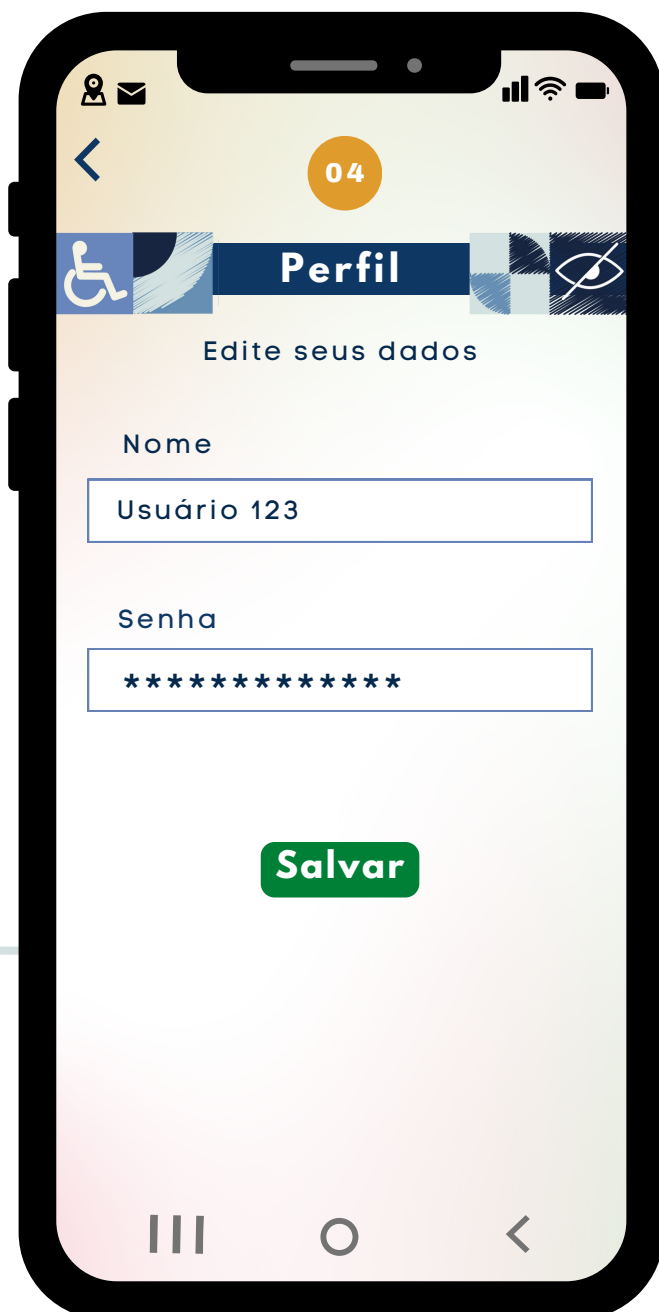 04
Perfil
Edite seus dados
Nome
Usuário 123
Senha
*************
Salvar